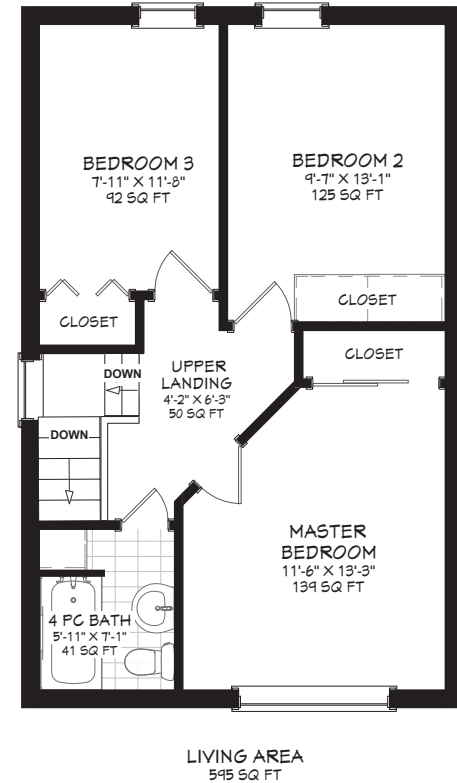 BEDROOM 3
7'-11" X 11'-8"
92 SQ FT
BEDROOM 2
9'-7" X 13'-1"
125 SQ FT
CLOSET
CLOSET
CLOSET
UPPER
LANDING
4'-2" X 6'-3"
50 SQ FT
DOWN
DOWN
MASTER
BEDROOM
11'-6" X 13'-3"
139 SQ FT
4 PC BATH
5'-11" X 7'-1"
41 SQ FT
LIVING AREA
595 SQ FT